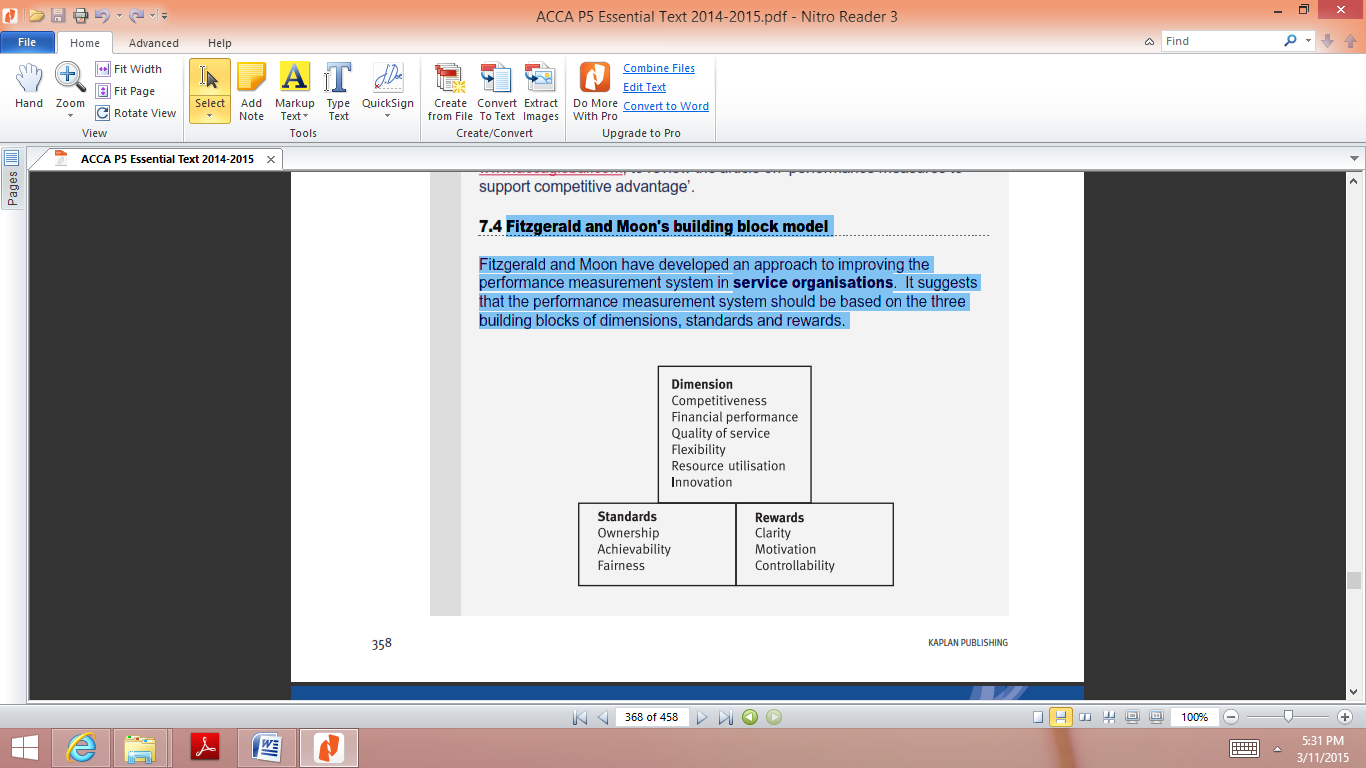 ACCA P5 Essential Text 2014-2015.pdf - Nitro Reader 3
File Home Advanced Help
Find
Hand
Zoom
Fit Width
Fit Page
Rotate View
View
Select
Add Note
Markup Text
Type Text
QuickSign
Tools
Create from File
Convert To Text
Extract Images
Create/Convert
Do More With Pro
Combine Files
Edit Text
Convert to Word
Upgrade to Pro
Pages
ACCA P5 Essential Text 2014-2015
support competitive advantage’.
7.4 Fitzgerald and Moon's building block model
Fitzgerald and Moon have developed an approach to improving the
performance measurement system in service organisations. It suggests
that the performance measurement system should be based on the three
building blocks of dimensions, standards and rewards.
Dimension
Competitiveness
Financial performance
Quality of service
Flexibility
Resource utilisation
Innovation
Standards
Ownership
Achievability
Fairness
Rewards
Clarity
Motivation
Controllability
358
KAPLAN PUBLISHING
368 of 458
100%
5:31 PM
3/11/2015